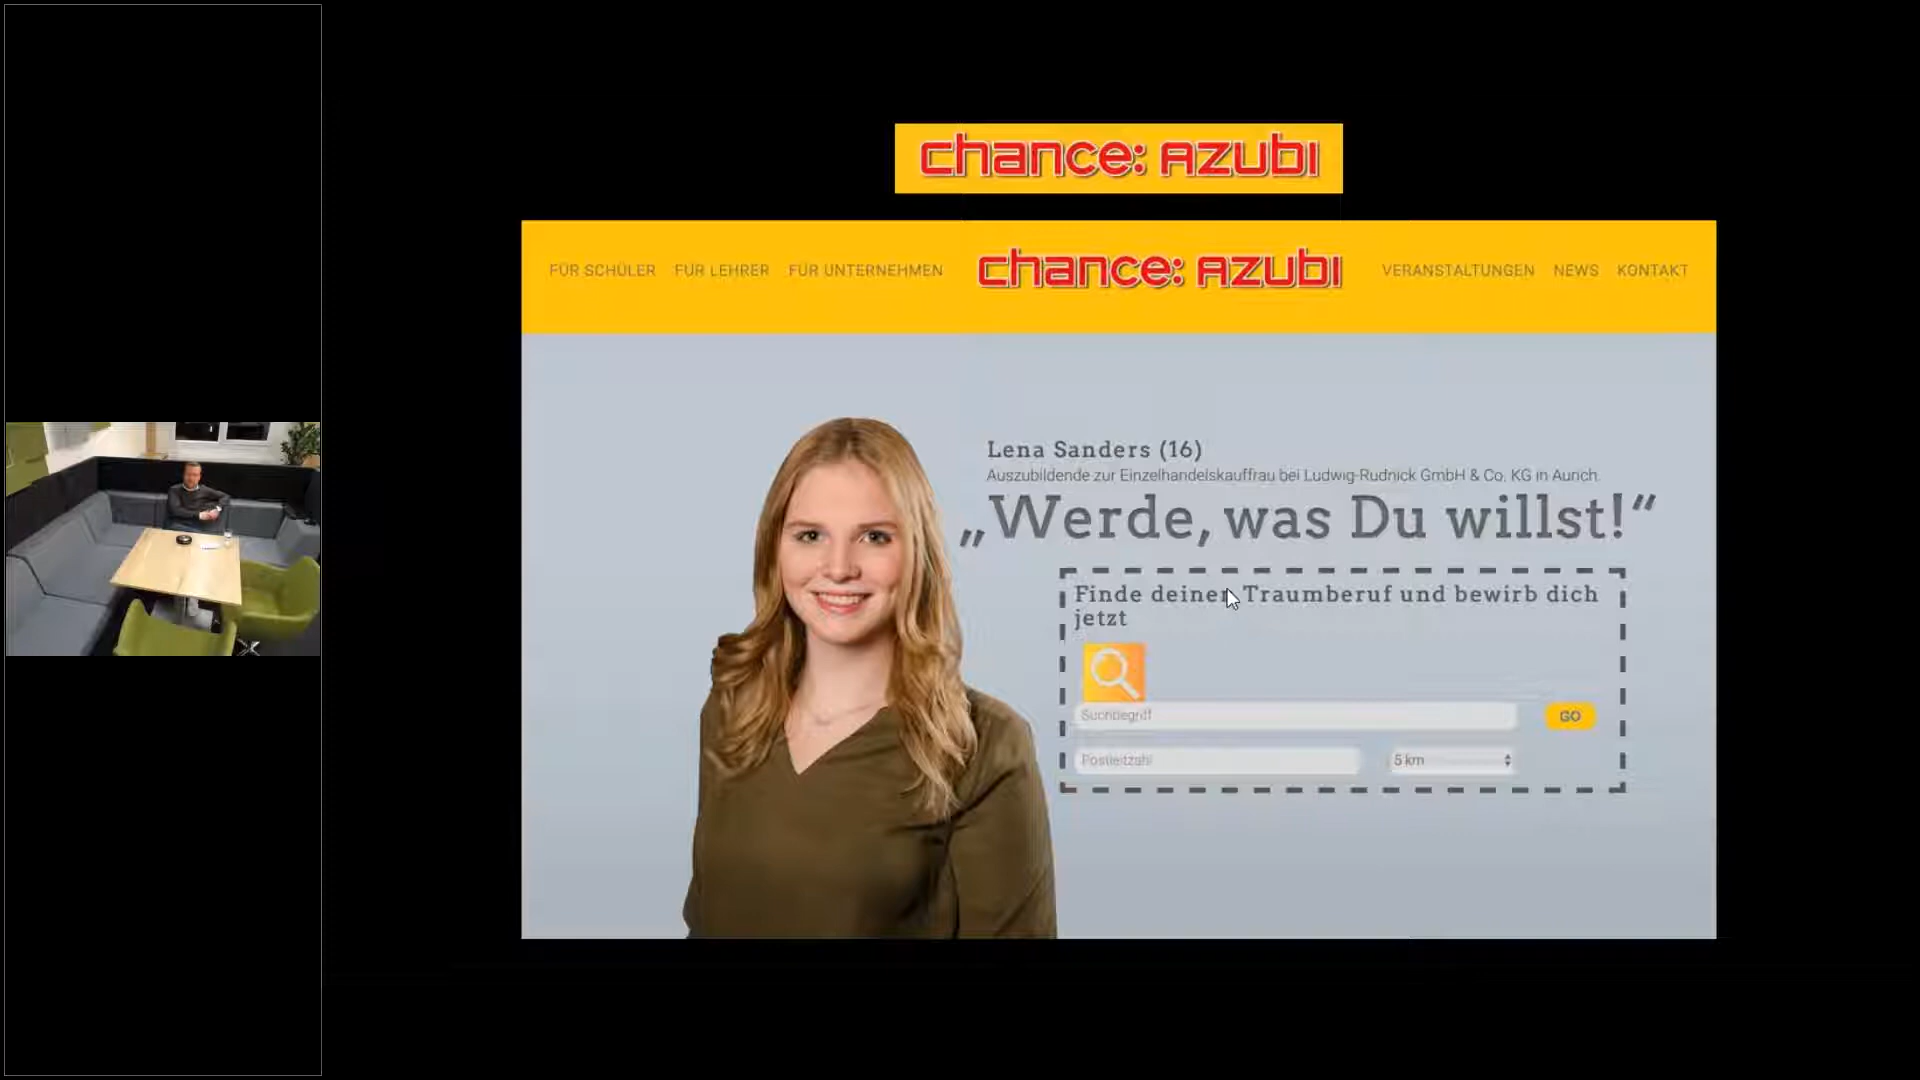 chance: AZUBI
FÜR SCHÜLER FÜR LEHRER FÜR UNTERNEHMEN chance: AZUBI VERANSTALTUNGEN NEWS KONTAKT
Lena Sanders (16)
Auszubildende zur Einzelhandelskauffrau bei Ludwig-Rudnick GmbH & Co. KG in Aurich.
„Werde, was Du willst!“
Finde deinen Traumberuf und bewirb dich
jetzt
Suchbegriff GO
Postleitzahl 5 km